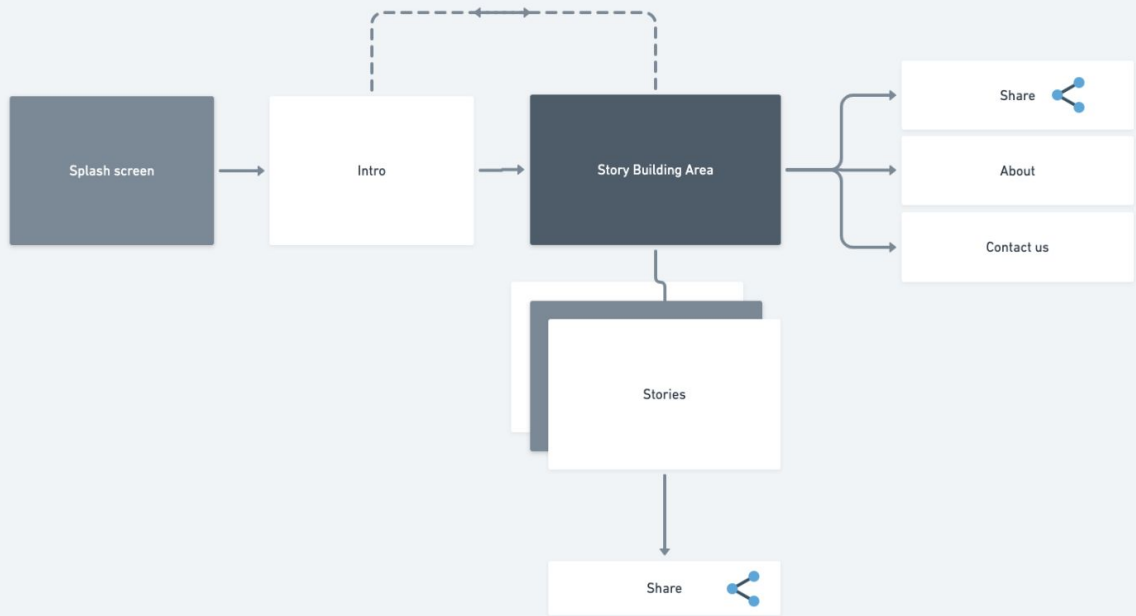 Splash screen
Intro
Story Building Area
Share
About
Contact us
Stories
Share